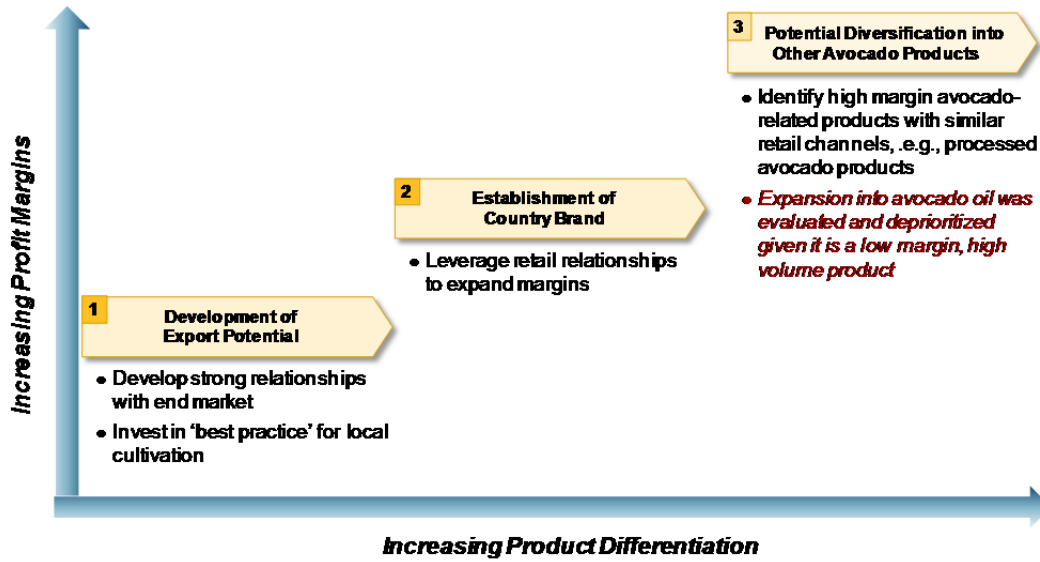 3
Potential Diversification into
Other Avocado Products
• Identify high margin avocado-
related products with similar
retail channels, .e.g., processed
avocado products
• Expansion into avocado oil was
evaluated and deprioritized
given it is a low margin, high
volume product
2
Establishment of
Country Brand
• Leverage retail relationships
to expand margins
1
Development of
Export Potential
• Develop strong relationships
with end market
• Invest in ‘best practice’ for local
cultivation
Increasing Profit Margins
Increasing Product Differentiation